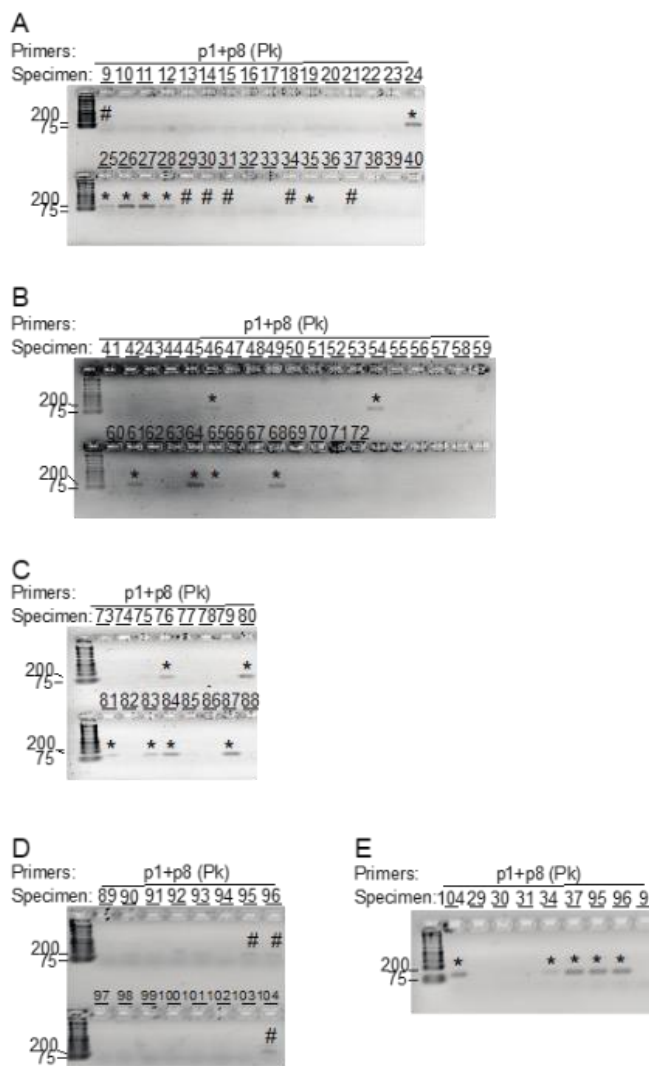 A
Primers: p1+p8 (Pk)
Specimen: 9 10 11 12 13 14 15 16 17 18 19 20 21 22 23 24
200 # *
75
25 26 27 28 29 30 31 32 33 34 35 36 37 38 39 40
200 * * * * # # # # * #
75
B
Primers: p1+p8 (Pk)
Specimen: 41 42 43 44 45 46 47 48 49 50 51 52 53 54 55 56 57 58 59
200 * *
75
60 61 62 63 64 65 66 67 68 69 70 71 72
200 * * * *
75
C
Primers: p1+p8 (Pk)
Specimen: 73 74 75 76 77 78 79 80
200 * *
75
81 82 83 84 85 86 87 88
200 * * * *
75
D
Primers: p1+p8 (Pk)
Specimen: 89 90 91 92 93 94 95 96
200 # #
75
97 98 99 100 101 102 103 104
200 #
75
E
Primers: p1+p8 (Pk)
Specimen: 104 29 30 31 34 37 95 96 9
200 * * * * *
75